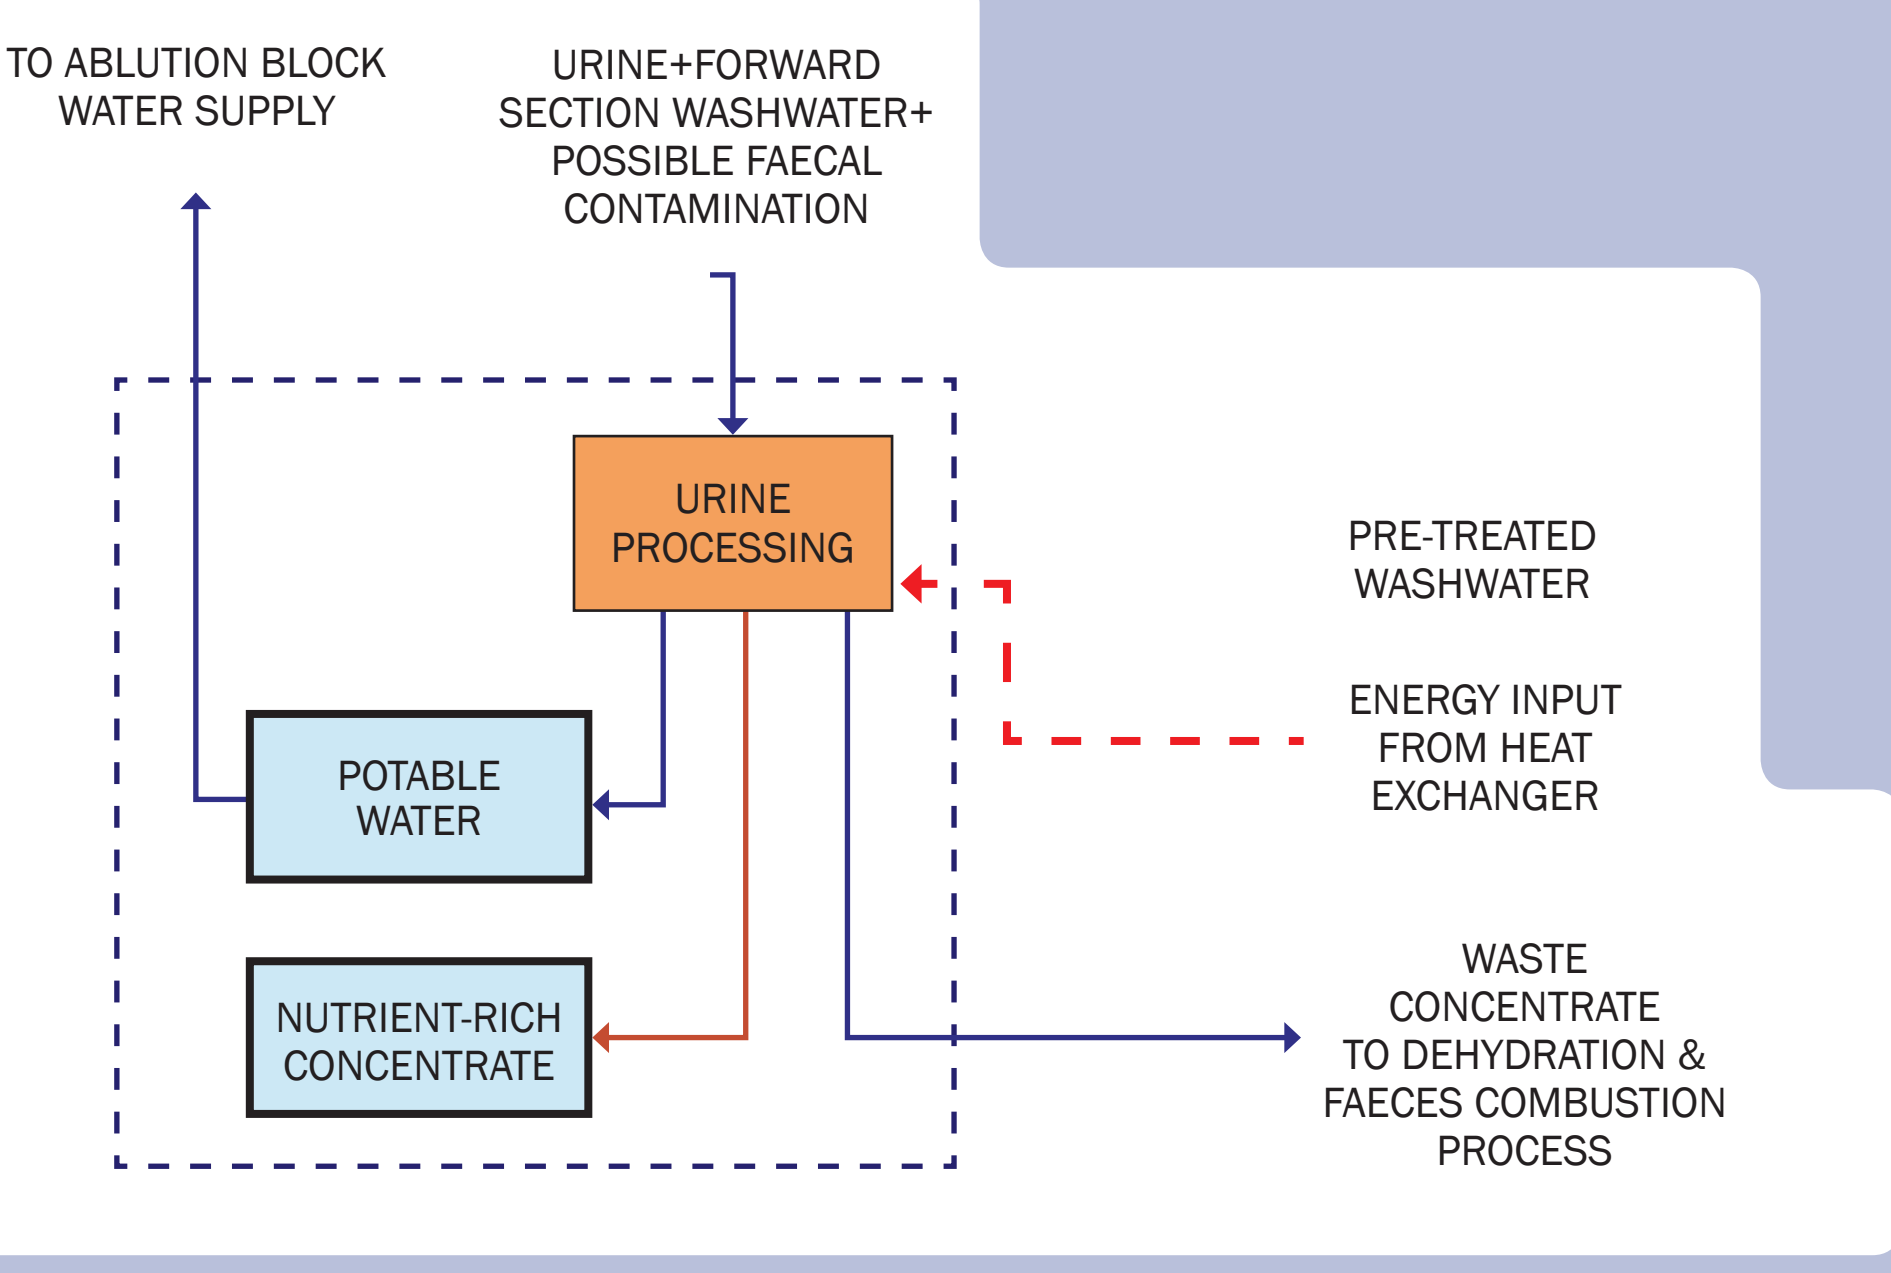 TO ABLUTION BLOCK
WATER SUPPLY
URINE+FORWARD
SECTION WASHWATER+
POSSIBLE FAECAL
CONTAMINATION
URINE
PROCESSING
PRE-TREATED
WASHWATER
ENERGY INPUT
FROM HEAT
EXCHANGER
POTABLE
WATER
NUTRIENT-RICH
CONCENTRATE
WASTE
CONCENTRATE
TO DEHYDRATION &
FAECES COMBUSTION
PROCESS